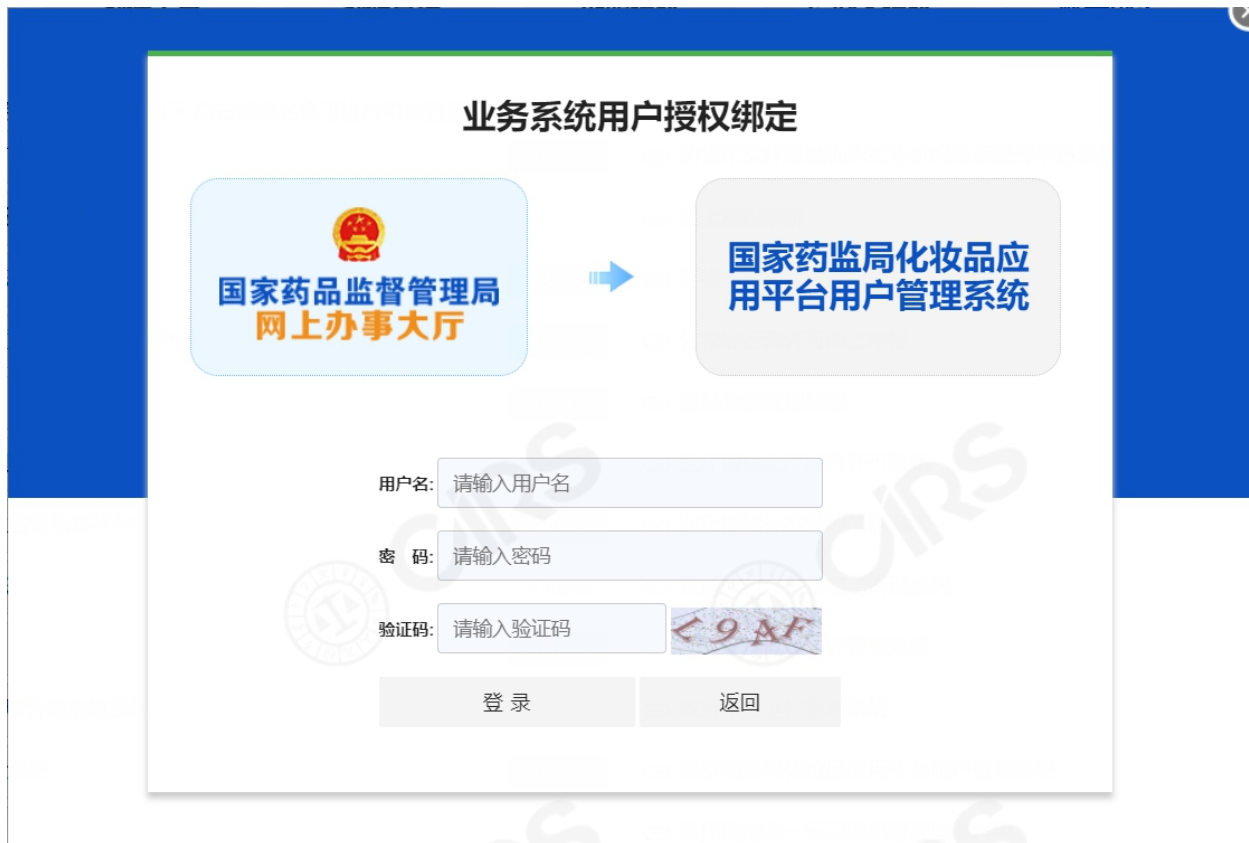 业务系统用户授权绑定
国家药品监督管理局
网上办事大厅
国家药监局化妆品应
用平台用户管理系统
用户名: 请输入用户名
密 码: 请输入密码
验证码: 请输入验证码
登 录 返回
CIRS
CIRS